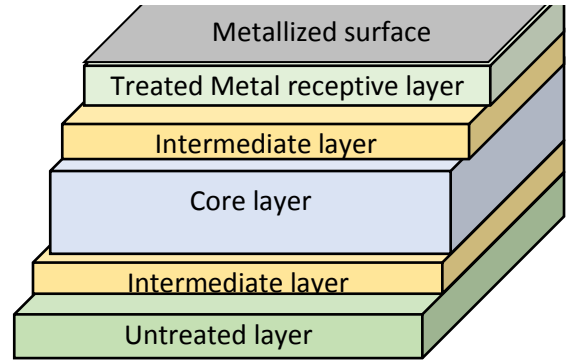 Metallized surface
Treated Metal receptive layer
Intermediate layer
Core layer
Intermediate layer
Untreated layer